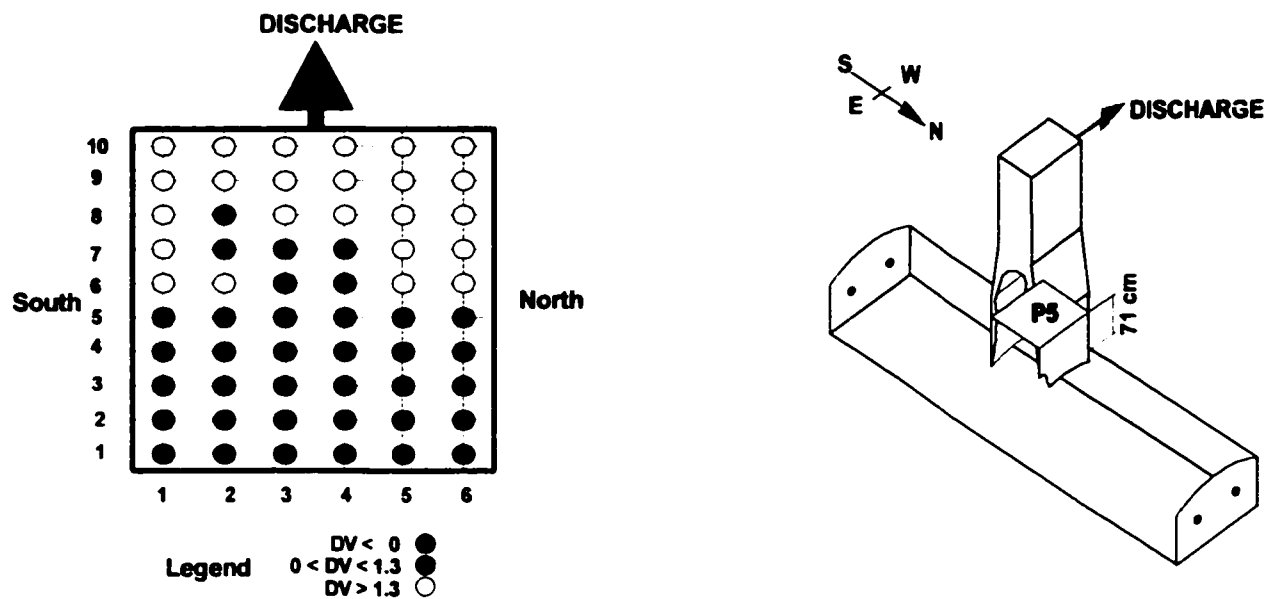 DISCHARGE
10
9
8
7
6
5
4
3
2
1
South
North
1 2 3 4 5 6
Legend
DV < 0
0 < DV < 1.3
DV > 1.3
S W
E N
DISCHARGE
P5
71 cm